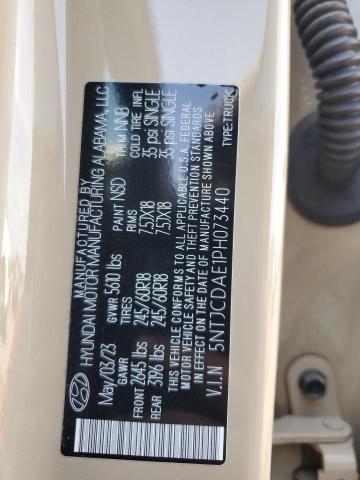 MANUFACTURED BY
HYUNDAI MOTOR MANUFACTURING ALABAMA, LLC
May/03/23 GVWR 5610 lbs PAINT NSD TRIM NNB
GAWR TIRES RIMS COLD TIRE INFL
FRONT 2645 lbs 245/60R18 7.5JX18 35 psi SINGLE
REAR 3096 lbs 245/60R18 7.5JX18 35 psi SINGLE
THIS VEHICLE CONFORMS TO ALL APPLICABLE U.S.A. FEDERAL
MOTOR VEHICLE SAFETY AND THEFT PREVENTION STANDARDS
IN EFFECT ON THE DATE OF MANUFACTURE SHOWN ABOVE
V.I.N 5NTJCDAE1PH073440 TYPE:TRUCK